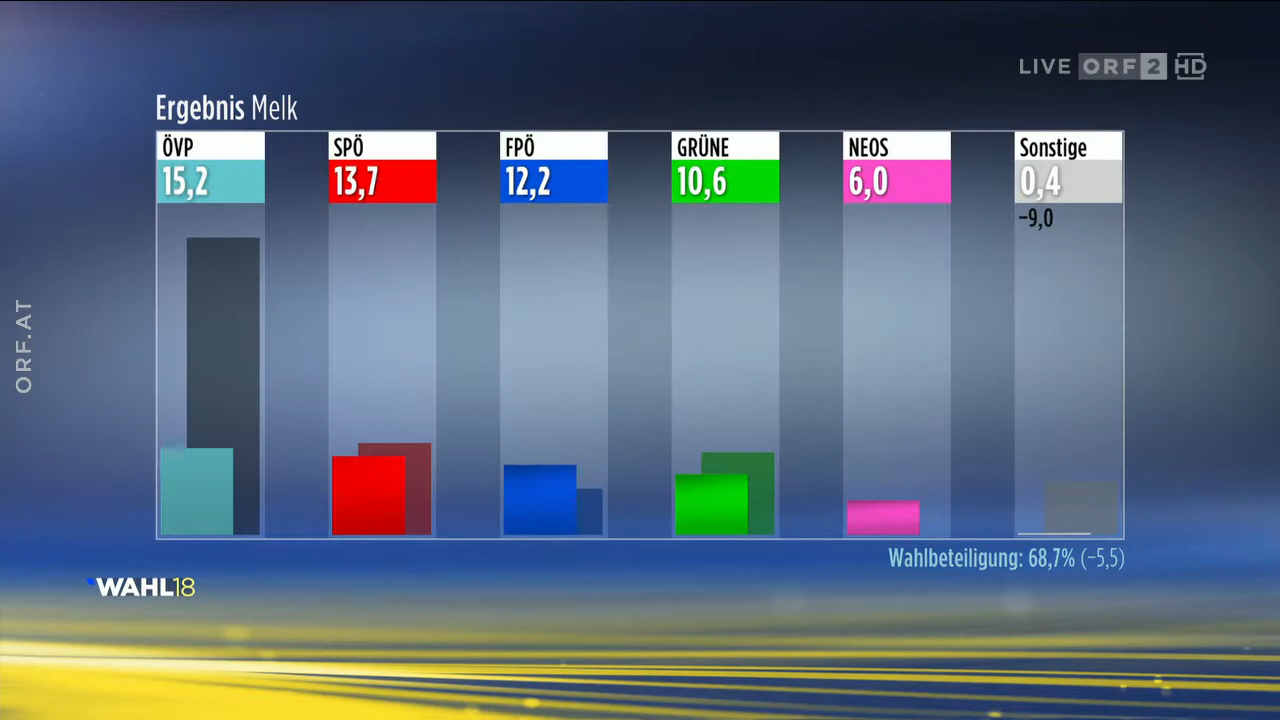 LIVE ORF 2 HD
Ergebnis Melk
ÖVP SPÖ FPÖ GRÜNE NEOS Sonstige
15,2 13,7 12,2 10,6 6,0 0,4
−9,0
ORF.AT
Wahlbeteiligung: 68,7% (−5,5)
WAHL18